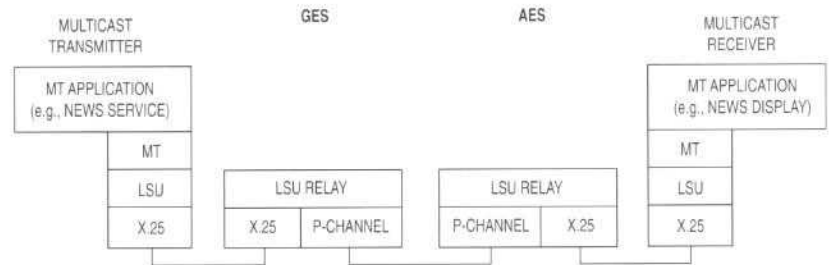 MULTICAST
TRANSMITTER
GES
AES
MULTICAST
RECEIVER
MT APPLICATION
(e.g., NEWS SERVICE)
MT
LSU
X.25
LSU RELAY
X.25
P-CHANNEL
LSU RELAY
P-CHANNEL
X.25
MT APPLICATION
(e.g., NEWS DISPLAY)
MT
LSU
X.25